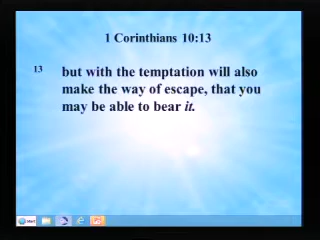 1 Corinthians 10:13
13 but with the temptation will also
make the way of escape, that you
may be able to bear it.
start